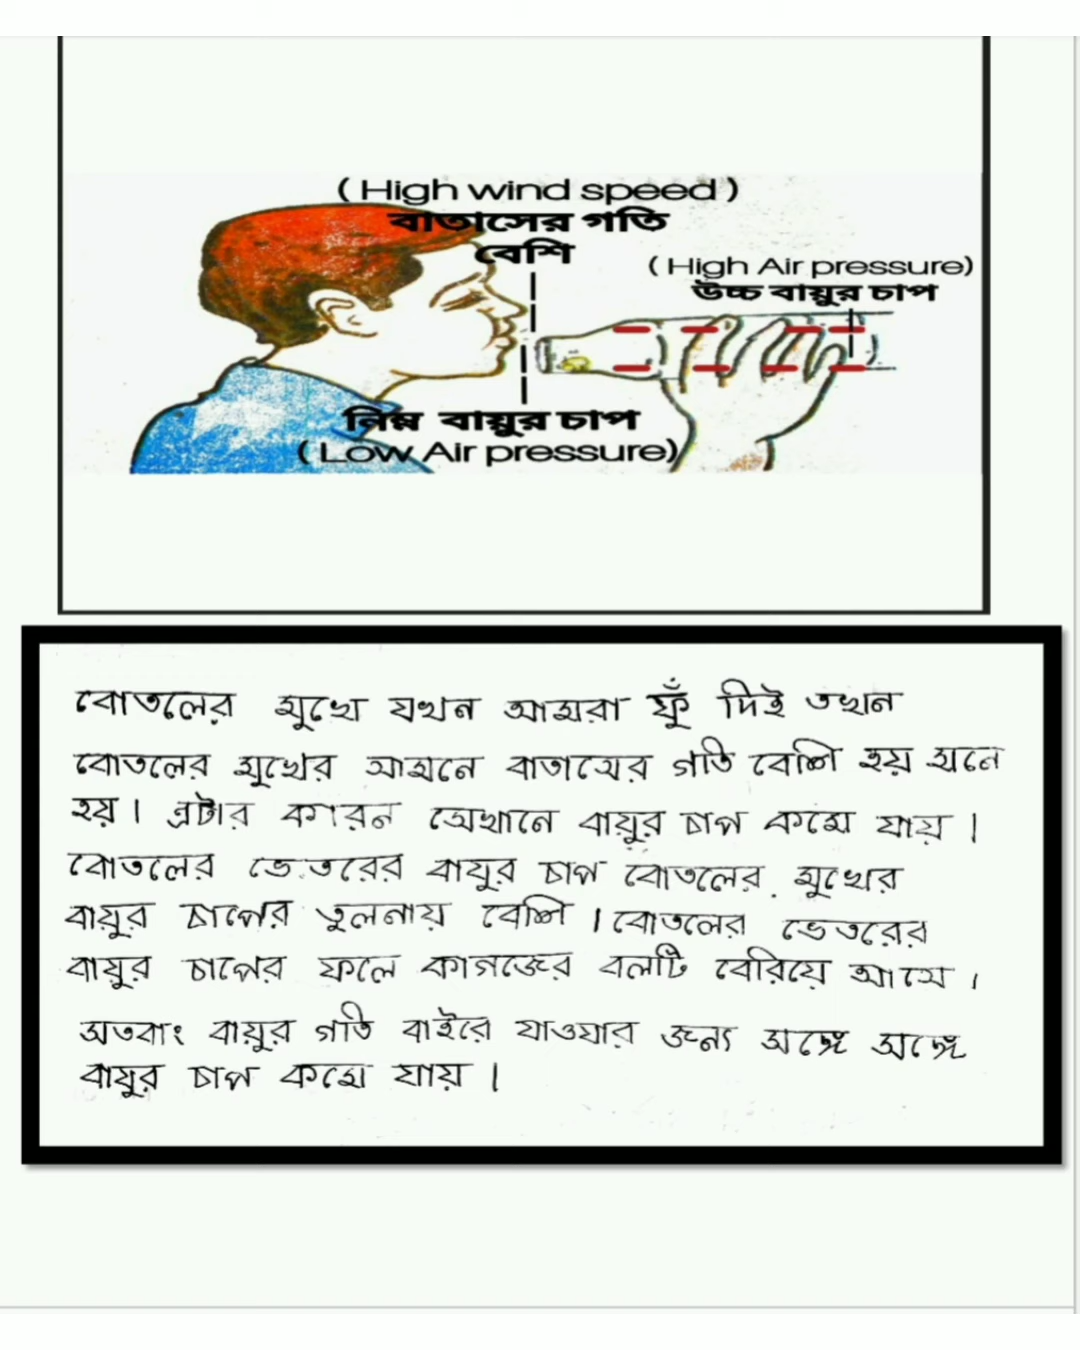 ( High wind speed )
বাতাসের গতি
বেশি
( High Air pressure)
উচ্চ বায়ুর চাপ
নিম্ন বায়ুর চাপ
( Low Air pressure)
বোতলের মুখে যখন আমরা ফুঁ দিই তখন
বোতলের মুখের সামনে বাতাসের গতি বেশি হয় মনে
হয়। এটার কারন সেখানে বায়ুর চাপ কমে যায়।
বোতলের ভেতরের বায়ুর চাপ বোতলের মুখের
বায়ুর চাপের তুলনায় বেশি। বোতলের ভেতরের
বায়ুর চাপের ফলে কাগজের বলটি বেরিয়ে আসে।
অতবাং বায়ুর গতি বাইরে যাওযার জন্য সঙ্গে সঙ্গে
বায়ুর চাপ কমে যায়।